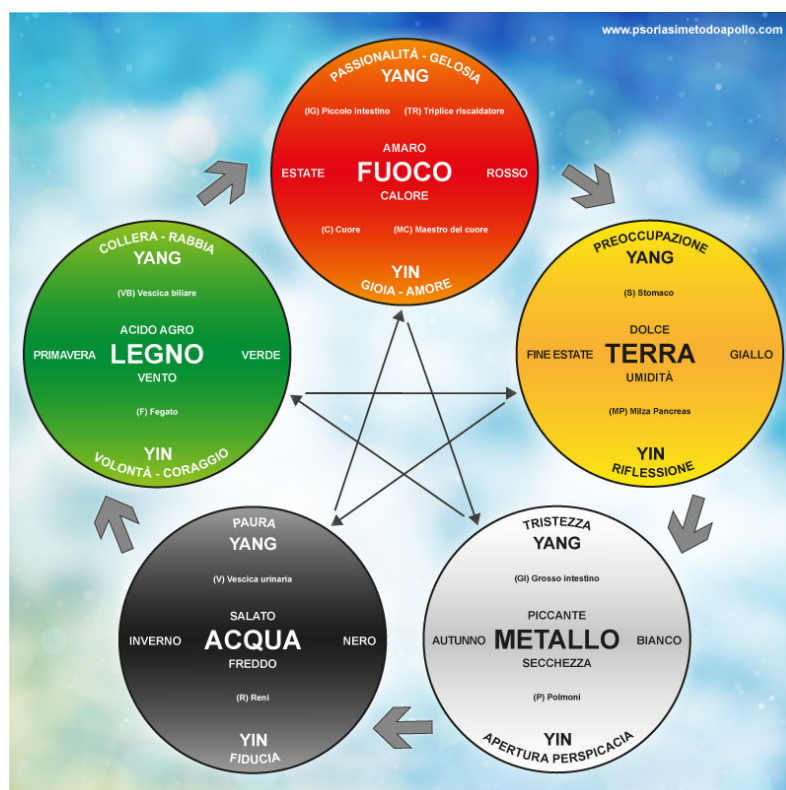 www.psoriasimetodoapollo.com
PASSIONALITÀ - GELOSIA
YANG
(IG) Piccolo intestino (TR) Triplice riscaldatore
AMARO
ESTATE FUOCO ROSSO
CALORE
(C) Cuore (MC) Maestro del cuore
YIN
GIOIA - AMORE
COLLERA - RABBIA
YANG
(VB) Vescica biliare
ACIDO AGRO
PRIMAVERA LEGNO VERDE
VENTO
(F) Fegato
YIN
VOLONTÀ - CORAGGIO
PREOCCUPAZIONE
YANG
(S) Stomaco
DOLCE
FINE ESTATE TERRA GIALLO
UMIDITÀ
(MP) Milza Pancreas
YIN
RIFLESSIONE
PAURA
YANG
(V) Vescica urinaria
SALATO
INVERNO ACQUA NERO
FREDDO
(R) Reni
YIN
FIDUCIA
TRISTEZZA
YANG
(GI) Grosso intestino
PICCANTE
AUTUNNO METALLO BIANCO
SECCHEZZA
(P) Polmoni
YIN
APERTURA PERSPICACIA